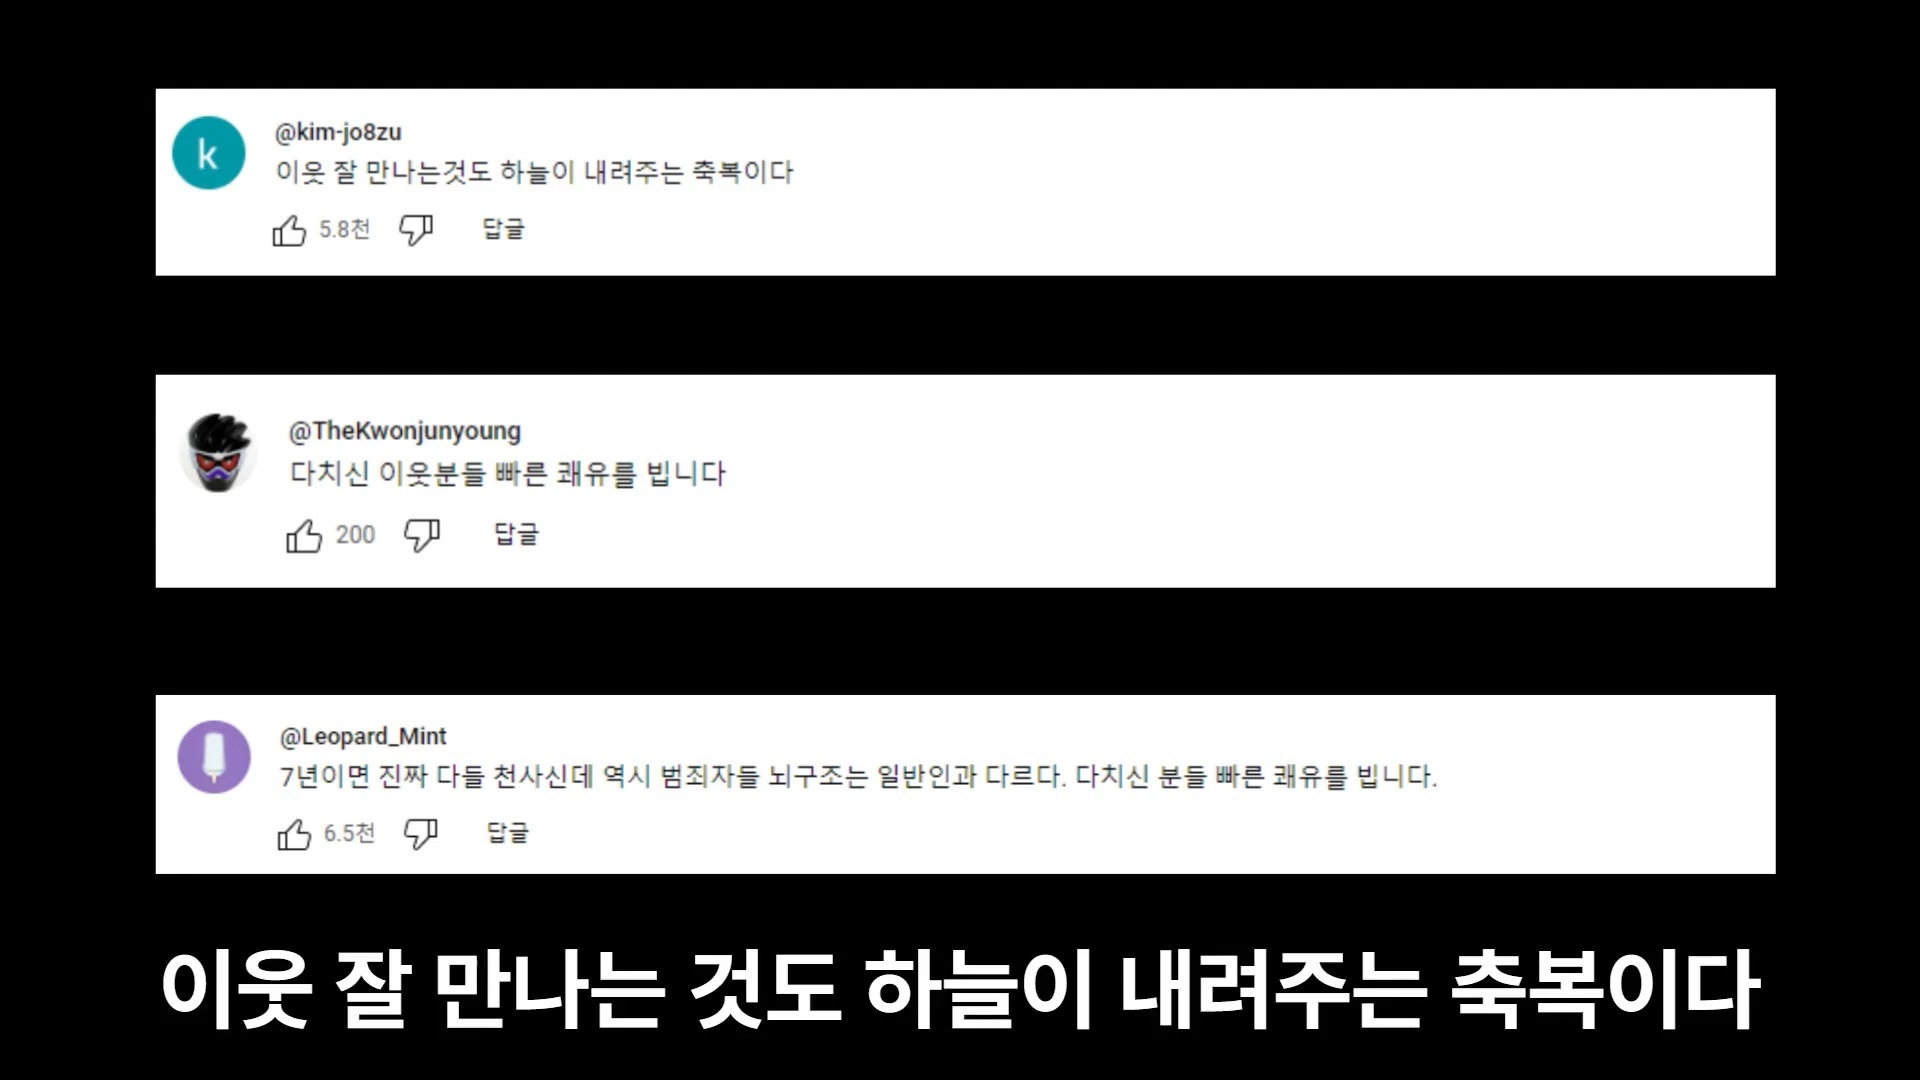 k
@kim-jo8zu
이웃 잘 만나는것도 하늘이 내려주는 축복이다
5.8천 답글
@TheKwonjunyoung
다치신 이웃분들 빠른 쾌유를 빕니다
200 답글
@Leopard_Mint
7년이면 진짜 다들 천사신데 역시 범죄자들 뇌구조는 일반인과 다르다. 다치신 분들 빠른 쾌유를 빕니다.
6.5천 답글
이웃 잘 만나는 것도 하늘이 내려주는 축복이다